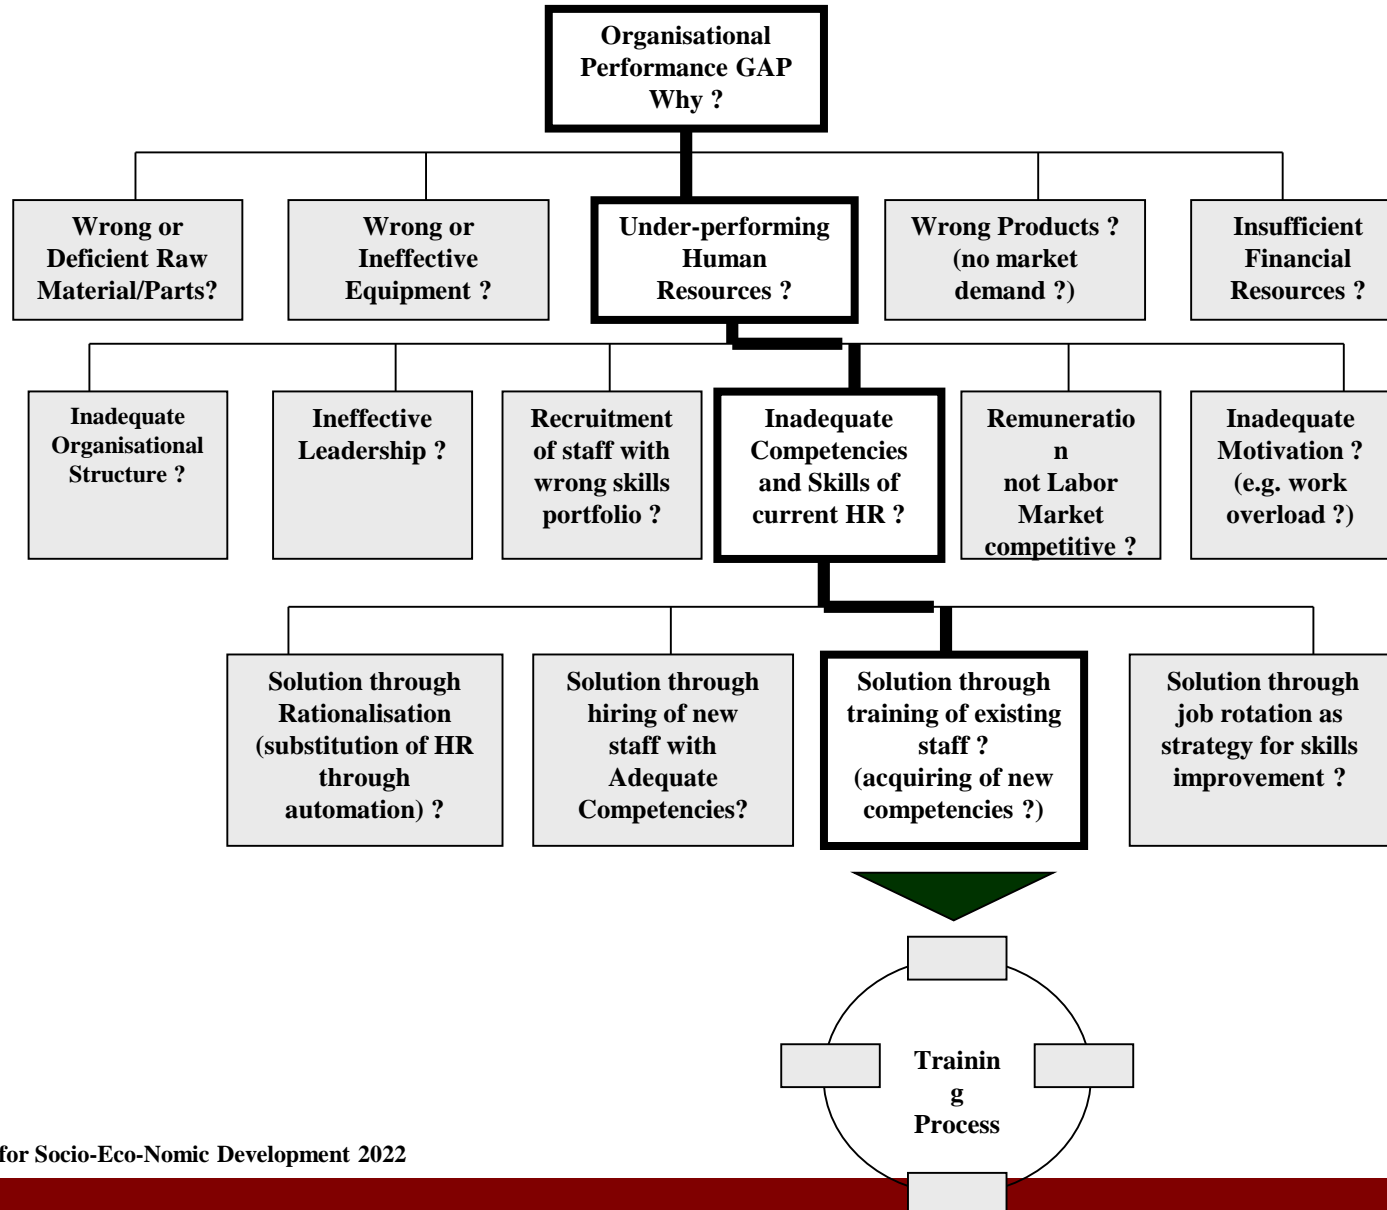 Organisational
Performance GAP
Why ?
Wrong or
Deficient Raw
Material/Parts?
Wrong or
Ineffective
Equipment ?
Under-performing
Human
Resources ?
Wrong Products ?
(no market
demand ?)
Insufficient
Financial
Resources ?
Inadequate
Organisational
Structure ?
Ineffective
Leadership ?
Recruitment
of staff with
wrong skills
portfolio ?
Inadequate
Competencies
and Skills of
current HR ?
Remuneratio
n
not Labor
Market
competitive ?
Inadequate
Motivation ?
(e.g. work
overload ?)
Solution through
Rationalisation
(substitution of HR
through
automation) ?
Solution through
hiring of new
staff with
Adequate
Competencies?
Solution through
training of existing
staff ?
(acquiring of new
competencies ?)
Solution through
job rotation as
strategy for skills
improvement ?
Trainin
g
Process
for Socio-Eco-Nomic Development 2022